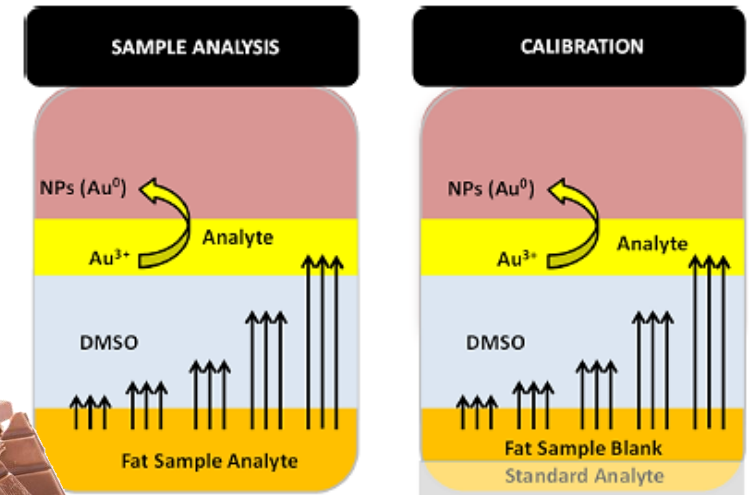 SAMPLE ANALYSIS
NPs (Au⁰)
Analyte
Au³⁺
DMSO
Fat Sample Analyte
CALIBRATION
NPs (Au⁰)
Analyte
Au³⁺
DMSO
Fat Sample Blank
Standard Analyte